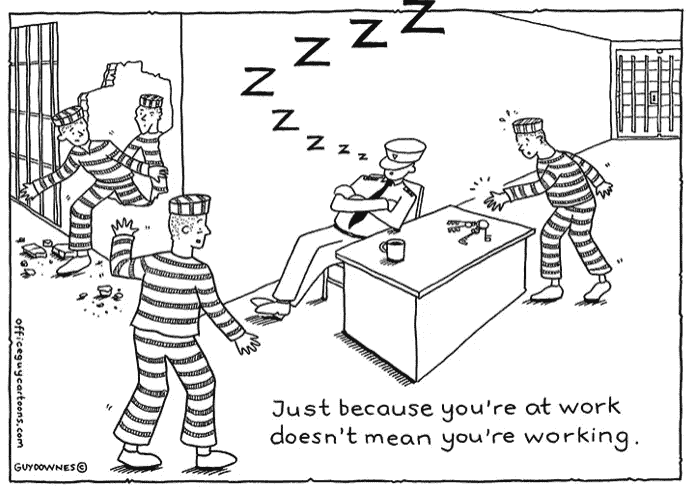 Z Z Z Z Z Z z z z
Just because you're at work
doesn't mean you're working.
officeguycartoons.com
GUYDOWNES©